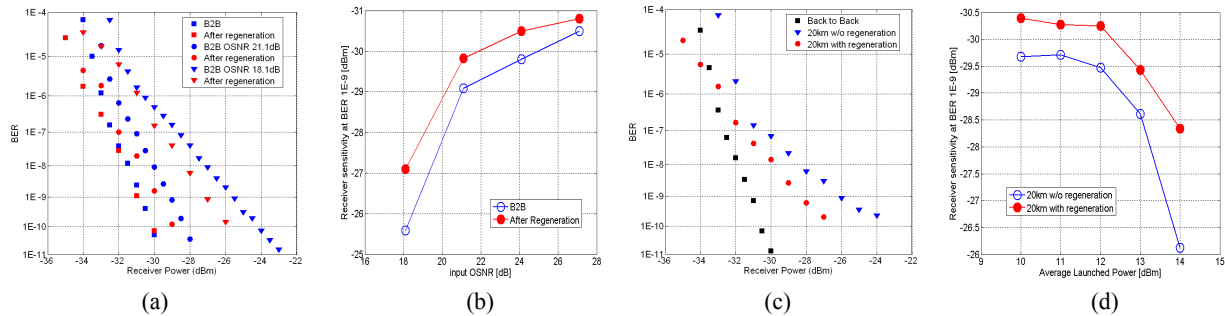 1E-4
1E-5
1E-6
1E-7
1E-8
1E-9
1E-10
1E-11
BER
-36 -34 -32 -30 -28 -26 -24 -22
Receiver Power (dBm)
B2B
After regeneration
B2B OSNR 21.1dB
After regeneration
B2B OSNR 18.1dB
After regeneration
(a)
-31
-30
-29
-28
-27
-26
-25
Receiver sensitivity at BER 1E-9 [dBm]
16 18 20 22 24 26 28
input OSNR [dB]
B2B
After Regeneration
(b)
1E-4
1E-5
1E-6
1E-7
1E-8
1E-9
1E-10
1E-11
BER
-36 -34 -32 -30 -28 -26 -24 -22
Receiver Power (dBm)
Back to Back
20km w/o regeneration
20km with regeneration
(c)
-30.5
-30
-29.5
-29
-28.5
-28
-27.5
-27
-26.5
-26
Receiver sensitivity at BER 1E-9 [dBm]
9 10 11 12 13 14 15
Average Launched Power [dBm]
20km w/o regeneration
20km with regeneration
(d)